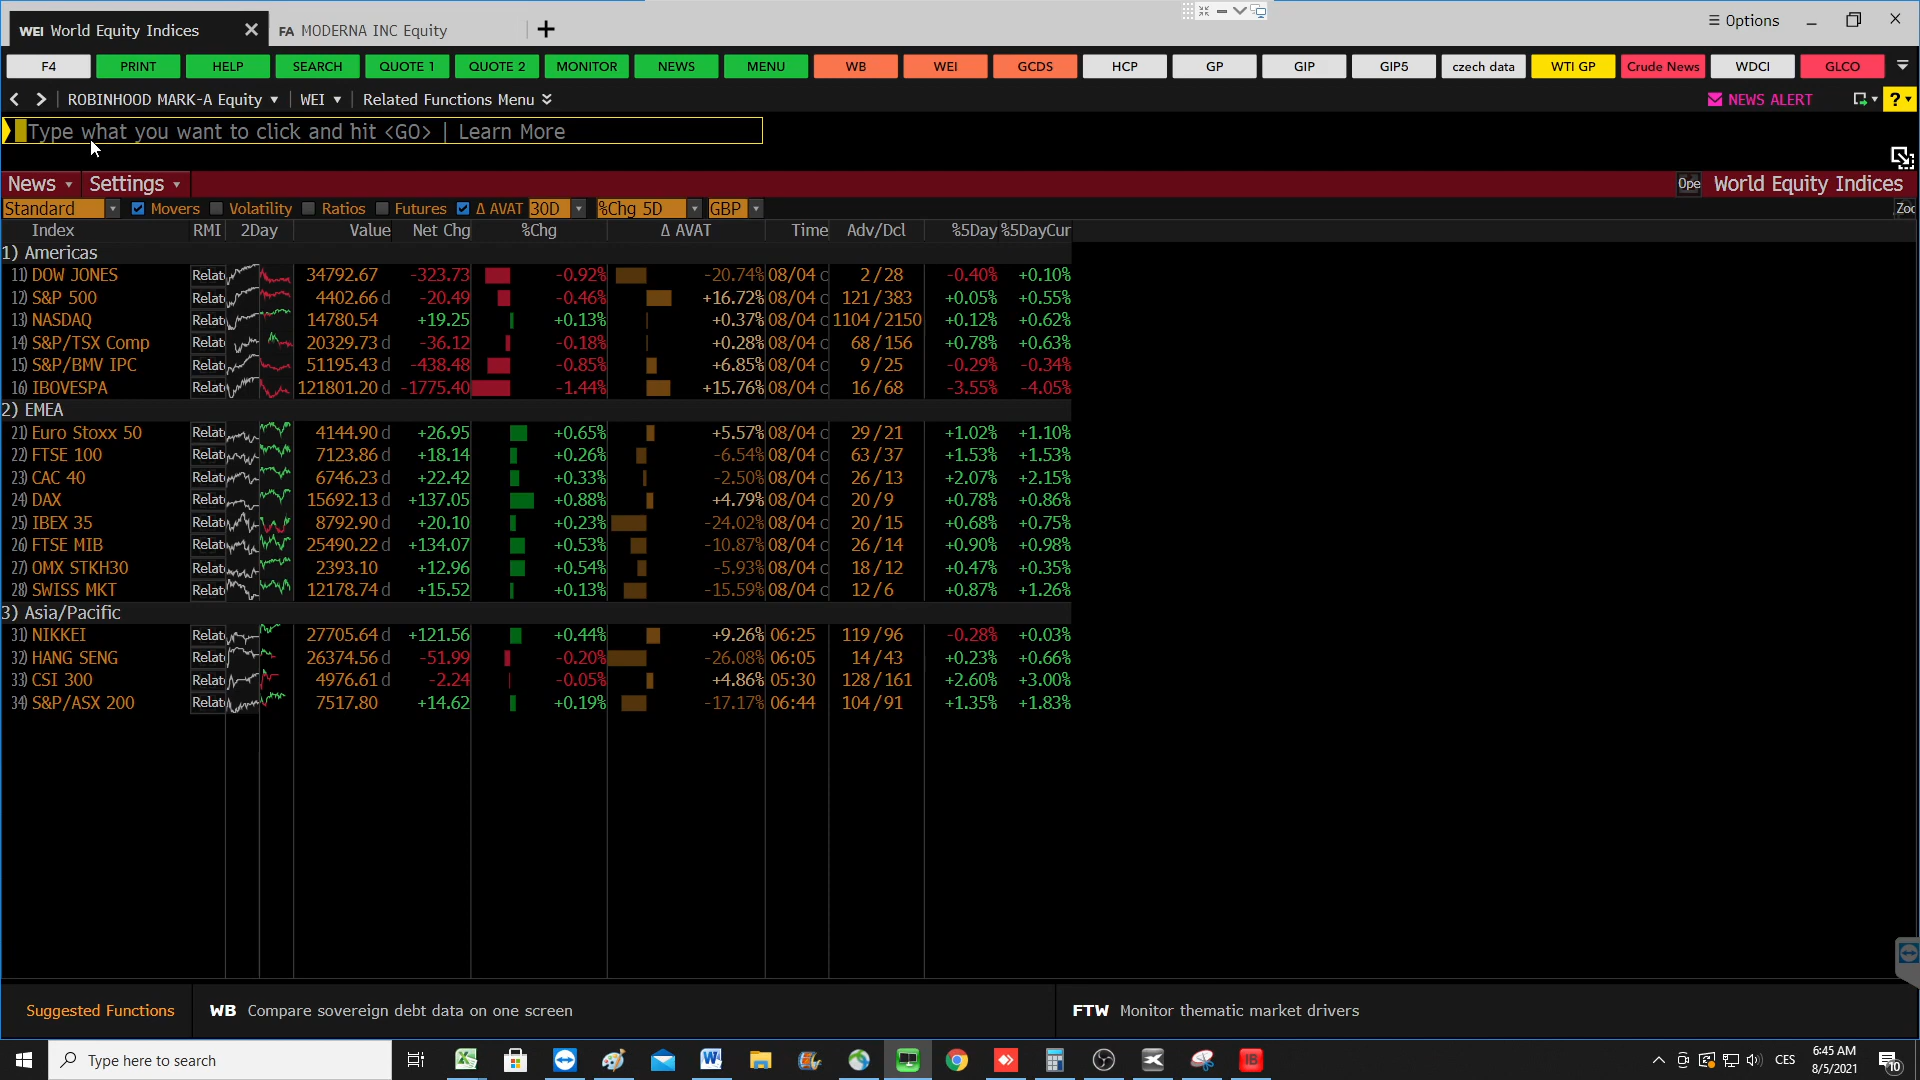 WEI World Equity Indices
FA MODERNA INC Equity
Options
F4 PRINT HELP SEARCH QUOTE 1 QUOTE 2 MONITOR NEWS MENU WB WEI GCDS HCP GP GIP GIP5 czech data WTI GP Crude News WDCI GLCO
ROBINHOOD MARK-A Equity WEI Related Functions Menu NEWS ALERT ?
Type what you want to click and hit <GO> | Learn More
News Settings Ope World Equity Indices
Standard Movers Volatility Ratios Futures Δ AVAT 30D %Chg 5D GBP Zoo
Index RMI 2Day Value Net Chg %Chg Δ AVAT Time Adv/Dcl %5Day %5DayCur
1) Americas
11) DOW JONES Relat 34792.67 -323.73 -0.92% -20.74% 08/04 c 2/28 -0.40% +0.10%
12) S&P 500 Relat 4402.66 d -20.49 -0.46% +16.72% 08/04 c 121/383 +0.05% +0.55%
13) NASDAQ Relat 14780.54 +19.25 +0.13% +0.37% 08/04 c 1104/2150 +0.12% +0.62%
14) S&P/TSX Comp Relat 20329.73 d -36.12 -0.18% +0.28% 08/04 c 68/156 +0.78% +0.63%
15) S&P/BMV IPC Relat 51195.43 d -438.48 -0.85% +6.85% 08/04 c 9/25 -0.29% -0.34%
16) IBOVESPA Relat 121801.20 d -1775.40 -1.44% +15.76% 08/04 c 16/68 -3.55% -4.05%
2) EMEA
21) Euro Stoxx 50 Relat 4144.90 d +26.95 +0.65% +5.57% 08/04 c 29/21 +1.02% +1.10%
22) FTSE 100 Relat 7123.86 d +18.14 +0.26% -6.54% 08/04 c 63/37 +1.53% +1.53%
23) CAC 40 Relat 6746.23 d +22.42 +0.33% -2.50% 08/04 c 26/13 +2.07% +2.15%
24) DAX Relat 15692.13 d +137.05 +0.88% +4.79% 08/04 c 20/9 +0.78% +0.86%
25) IBEX 35 Relat 8792.90 d +20.10 +0.23% -24.02% 08/04 c 20/15 +0.68% +0.75%
26) FTSE MIB Relat 25490.22 d +134.07 +0.53% -10.87% 08/04 c 26/14 +0.90% +0.98%
27) OMX STKH30 Relat 2393.10 +12.96 +0.54% -5.93% 08/04 c 18/12 +0.47% +0.35%
28) SWISS MKT Relat 12178.74 d +15.52 +0.13% -15.59% 08/04 c 12/6 +0.87% +1.26%
3) Asia/Pacific
31) NIKKEI Relat 27705.64 d +121.56 +0.44% +9.26% 06:25 119/96 -0.28% +0.03%
32) HANG SENG Relat 26374.56 d -51.99 -0.20% -26.08% 06:05 14/43 +0.23% +0.66%
33) CSI 300 Relat 4976.61 d -2.24 -0.05% +4.86% 05:30 128/161 +2.60% +3.00%
34) S&P/ASX 200 Relat 7517.80 +14.62 +0.19% -17.17% 06:44 104/91 +1.35% +1.83%
Suggested Functions WB Compare sovereign debt data on one screen FTW Monitor thematic market drivers
Type here to search
IB
CES
6:45 AM
8/5/2021
10